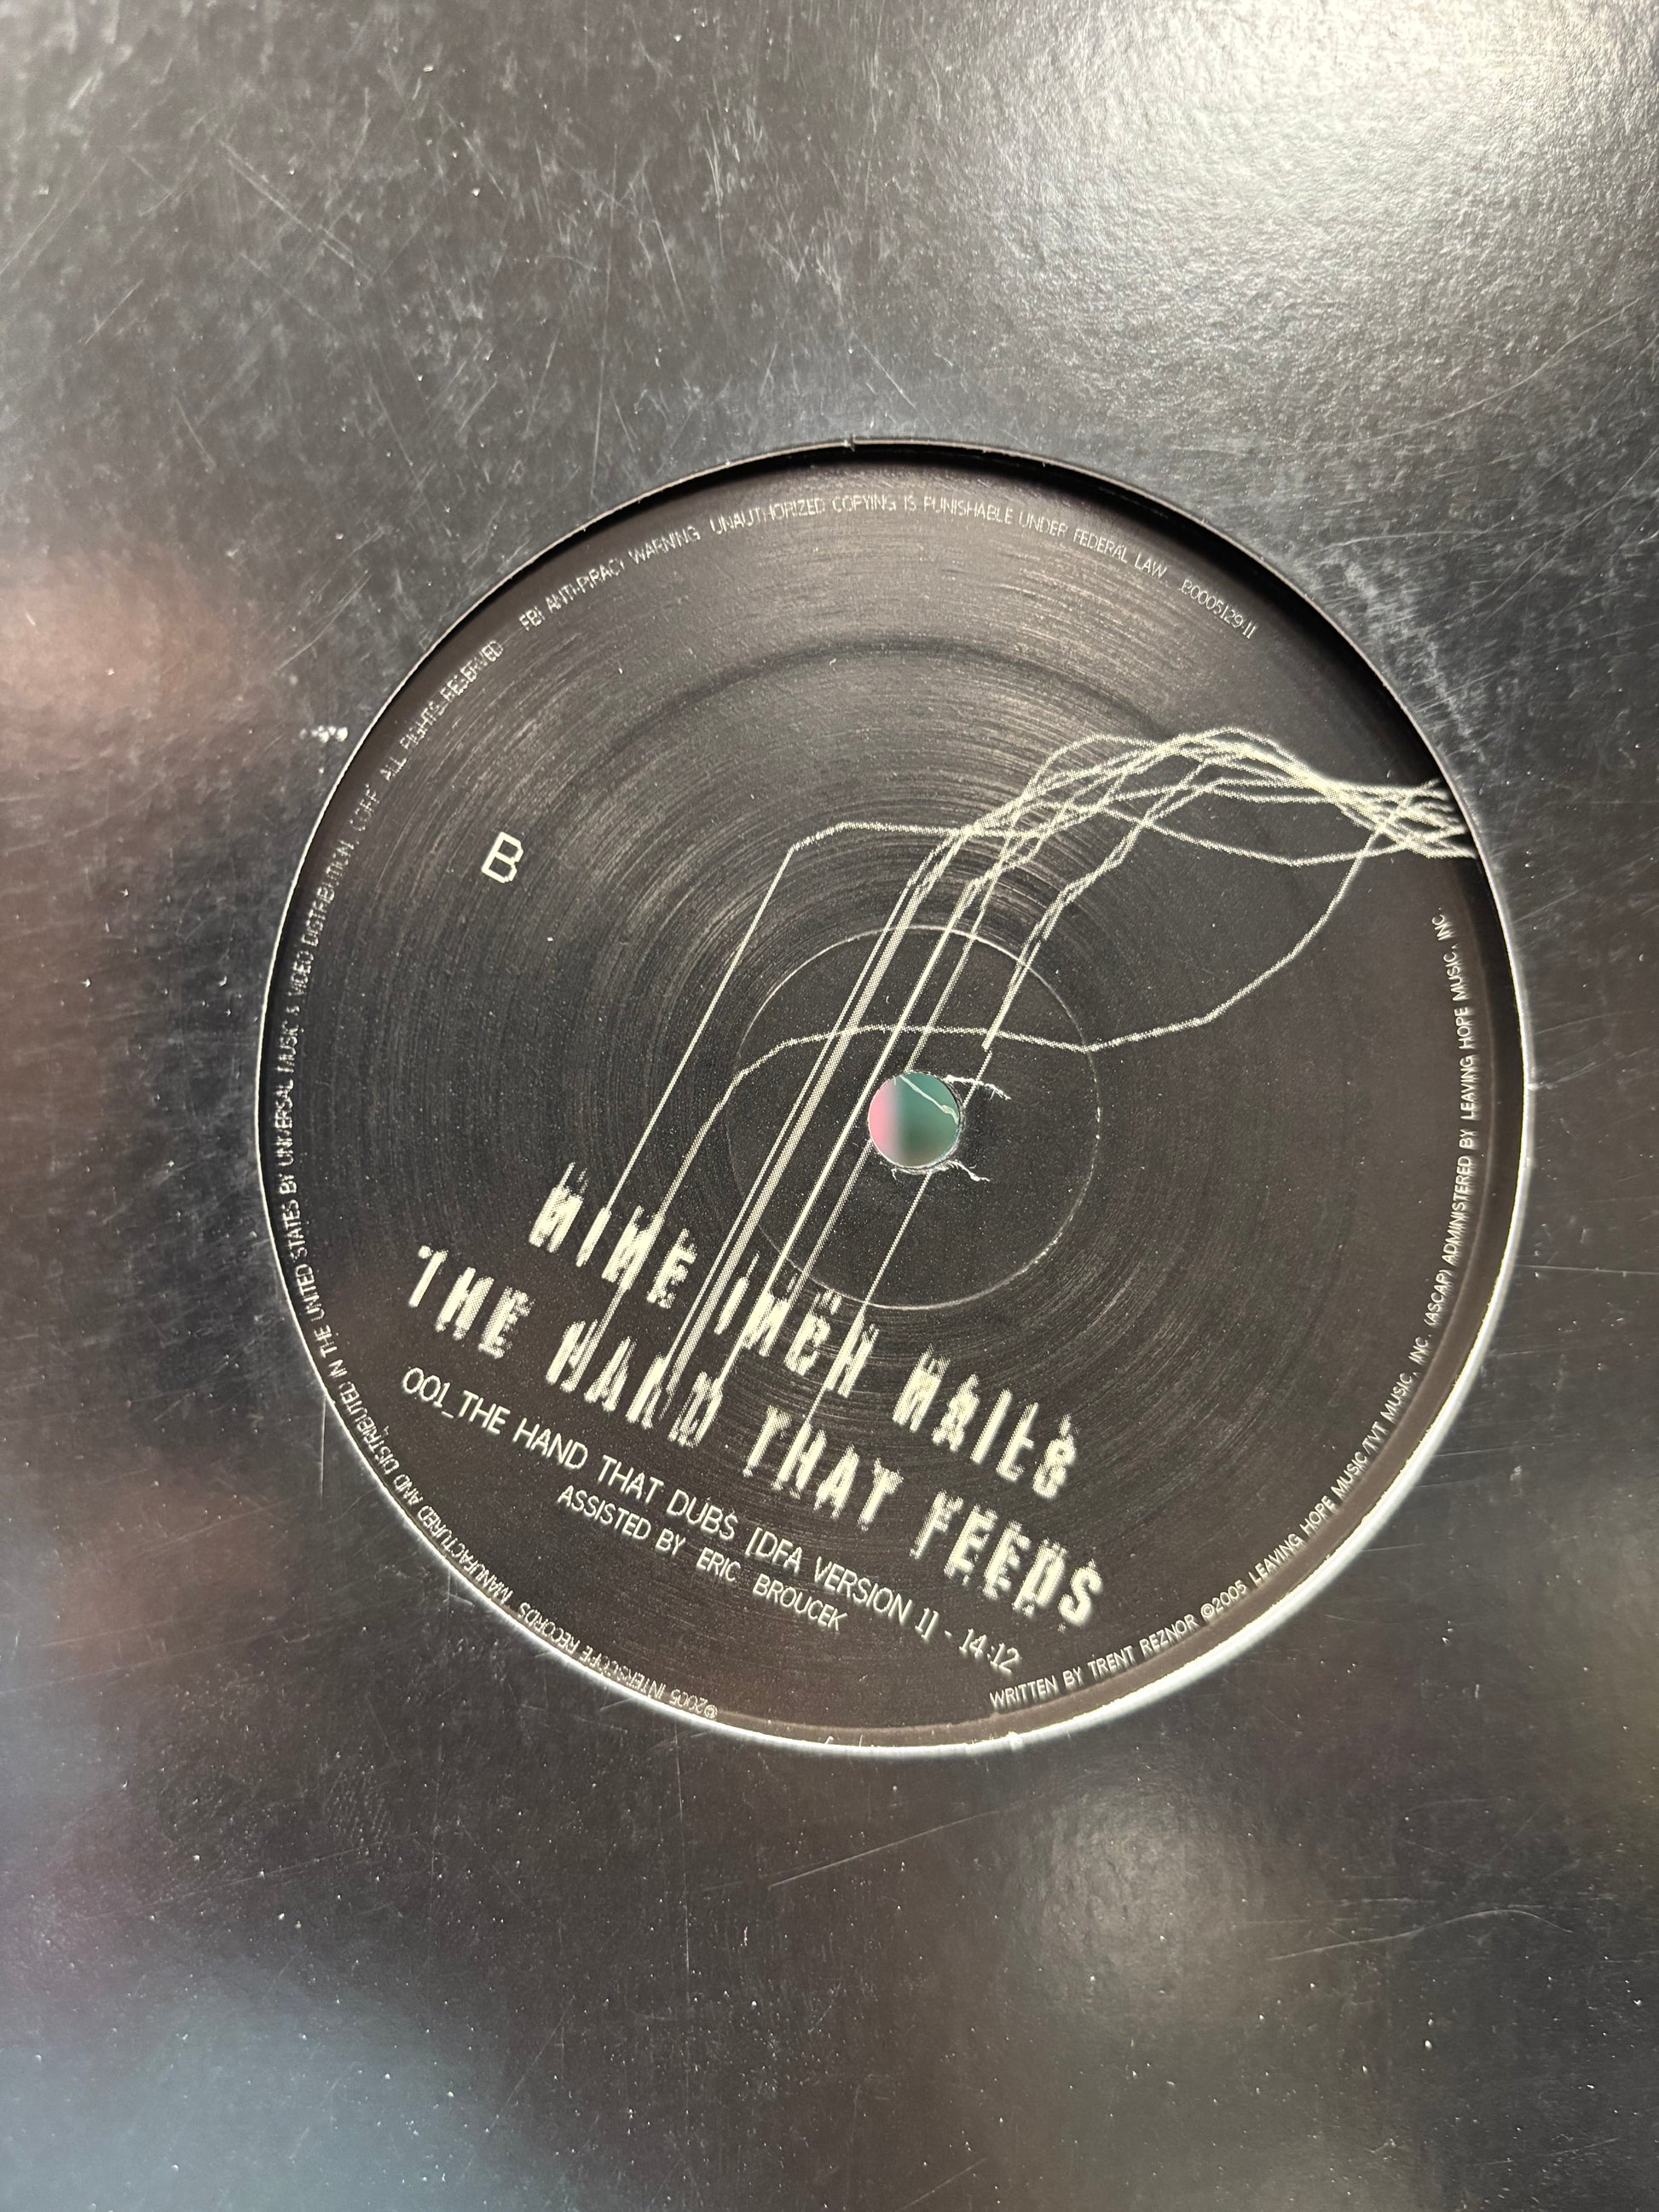 B
NINE INCH NAILS
THE HAND THAT FEEDS
001_THE HAND THAT DUBS [DFA VERSION 1] - 14:12
ASSISTED BY ERIC BROUCEK
WRITTEN BY TRENT REZNOR ©2005 LEAVING HOPE MUSIC/TVT MUSIC, INC. (ASCAP) ADMINISTERED BY LEAVING HOPE MUSIC, INC.
℗2005 INTERSCOPE RECORDS MANUFACTURED AND DISTRIBUTED IN THE UNITED STATES BY UNIVERSAL MUSIC & VIDEO DISTRIBUTION, CORP. ALL RIGHTS RESERVED FBI ANTI-PIRACY WARNING UNAUTHORIZED COPYING IS PUNISHABLE UNDER FEDERAL LAW B0005129-11